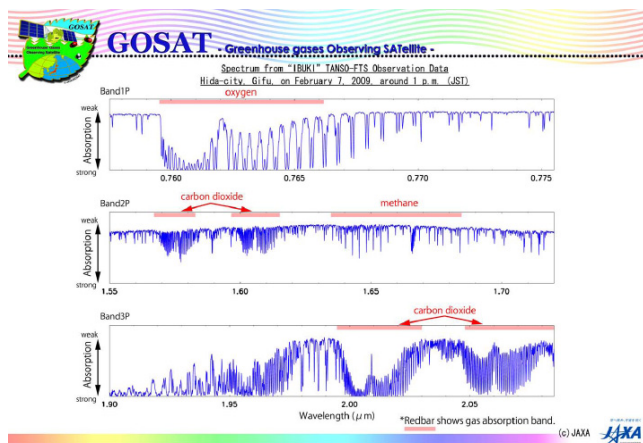 GOSAT
GOSAT - Greenhouse gases Observing SATellite -
Spectrum from "IBUKI" TANSO-FTS Observation Data
Hida-city, Gifu, on February 7, 2009, around 1 p.m. (JST)
Band1P
oxygen
weak
Absorption
strong
0.760 0.765 0.770 0.775
Band2P
carbon dioxide
methane
weak
Absorption
strong
1.55 1.60 1.65 1.70
Band3P
carbon dioxide
weak
Absorption
strong
1.90 1.95 2.00 2.05
Wavelength (μm)
*Redbar shows gas absorption band.
(c) JAXA
JAXA